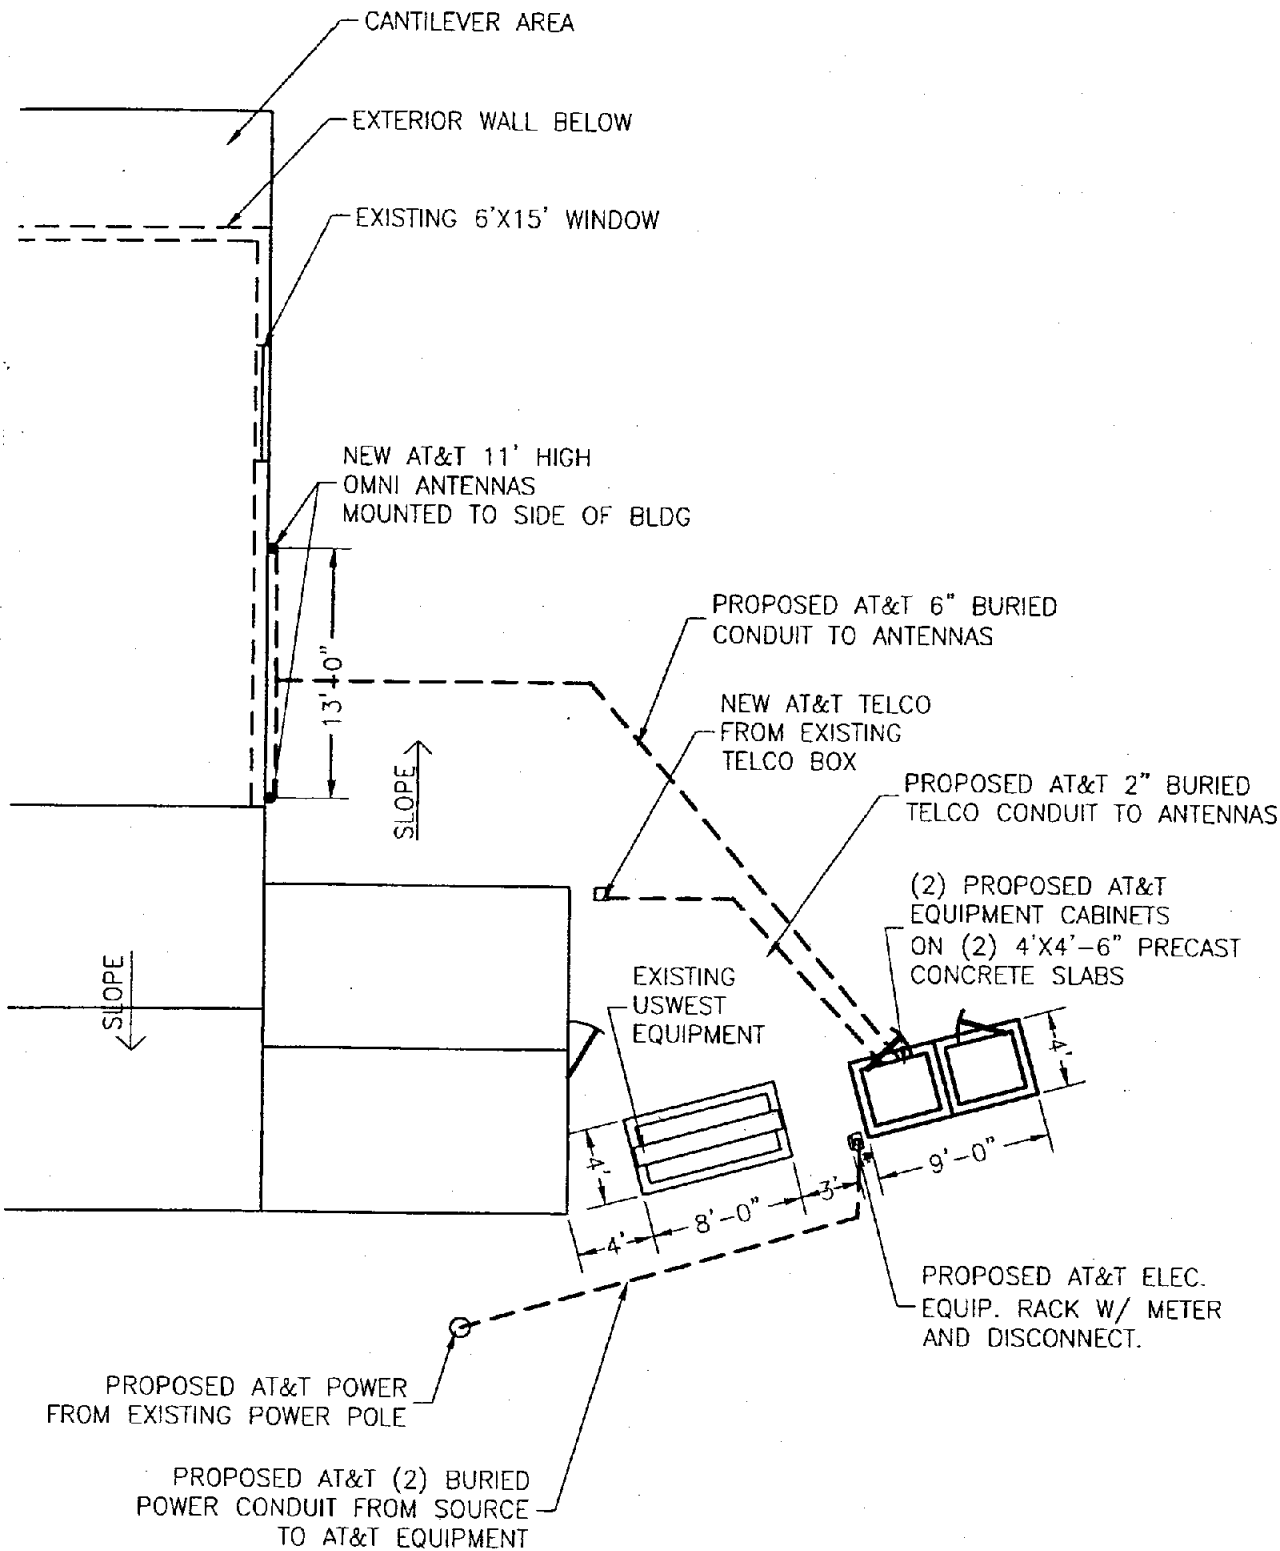 CANTILEVER AREA
EXTERIOR WALL BELOW
EXISTING 6'X15' WINDOW
NEW AT&T 11' HIGH
OMNI ANTENNAS
MOUNTED TO SIDE OF BLDG
13'-0"
PROPOSED AT&T 6" BURIED
CONDUIT TO ANTENNAS
NEW AT&T TELCO
FROM EXISTING
TELCO BOX
SLOPE
PROPOSED AT&T 2" BURIED
TELCO CONDUIT TO ANTENNAS
(2) PROPOSED AT&T
EQUIPMENT CABINETS
ON (2) 4'X4'-6" PRECAST
CONCRETE SLABS
SLOPE
EXISTING
USWEST
EQUIPMENT
4'
4'
9'-0"
3'
8'-0"
4'
PROPOSED AT&T ELEC.
EQUIP. RACK W/ METER
AND DISCONNECT.
PROPOSED AT&T POWER
FROM EXISTING POWER POLE
PROPOSED AT&T (2) BURIED
POWER CONDUIT FROM SOURCE
TO AT&T EQUIPMENT